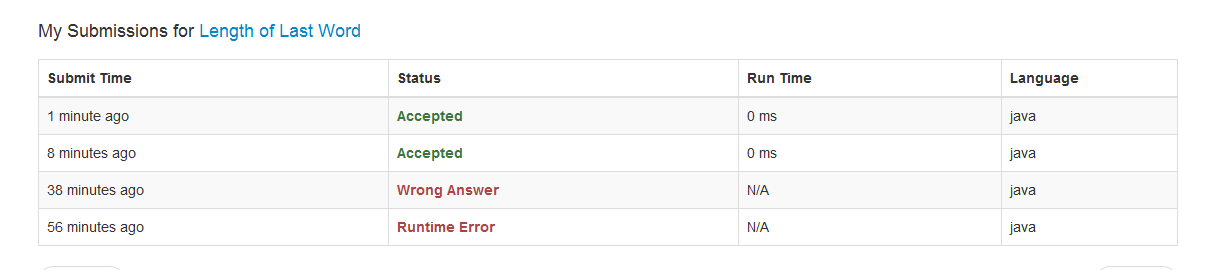 My Submissions for Length of Last Word
Submit Time Status Run Time Language
1 minute ago Accepted 0 ms java
8 minutes ago Accepted 0 ms java
38 minutes ago Wrong Answer N/A java
56 minutes ago Runtime Error N/A java